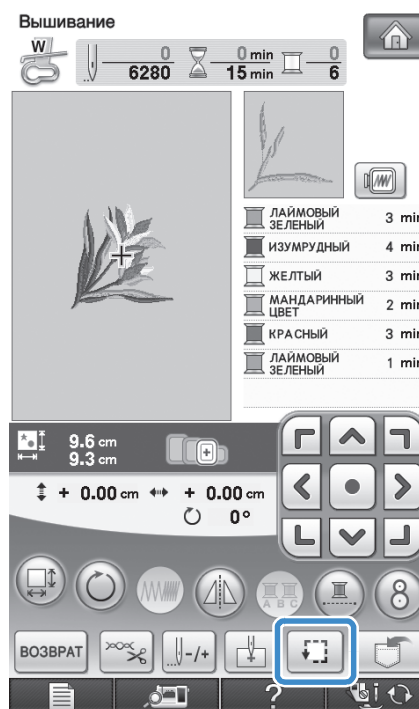 Вышивание
W
0 0 min 0
6280 15 min 6
ЛАЙМОВЫЙ ЗЕЛЕНЫЙ 3 min
ИЗУМРУДНЫЙ 4 min
ЖЕЛТЫЙ 3 min
МАНДАРИННЫЙ ЦВЕТ 2 min
КРАСНЫЙ 3 min
ЛАЙМОВЫЙ ЗЕЛЕНЫЙ 1 min
9.6 cm
9.3 cm
+ 0.00 cm + 0.00 cm
0°
A B C
8
ВОЗВРАТ -/+
?